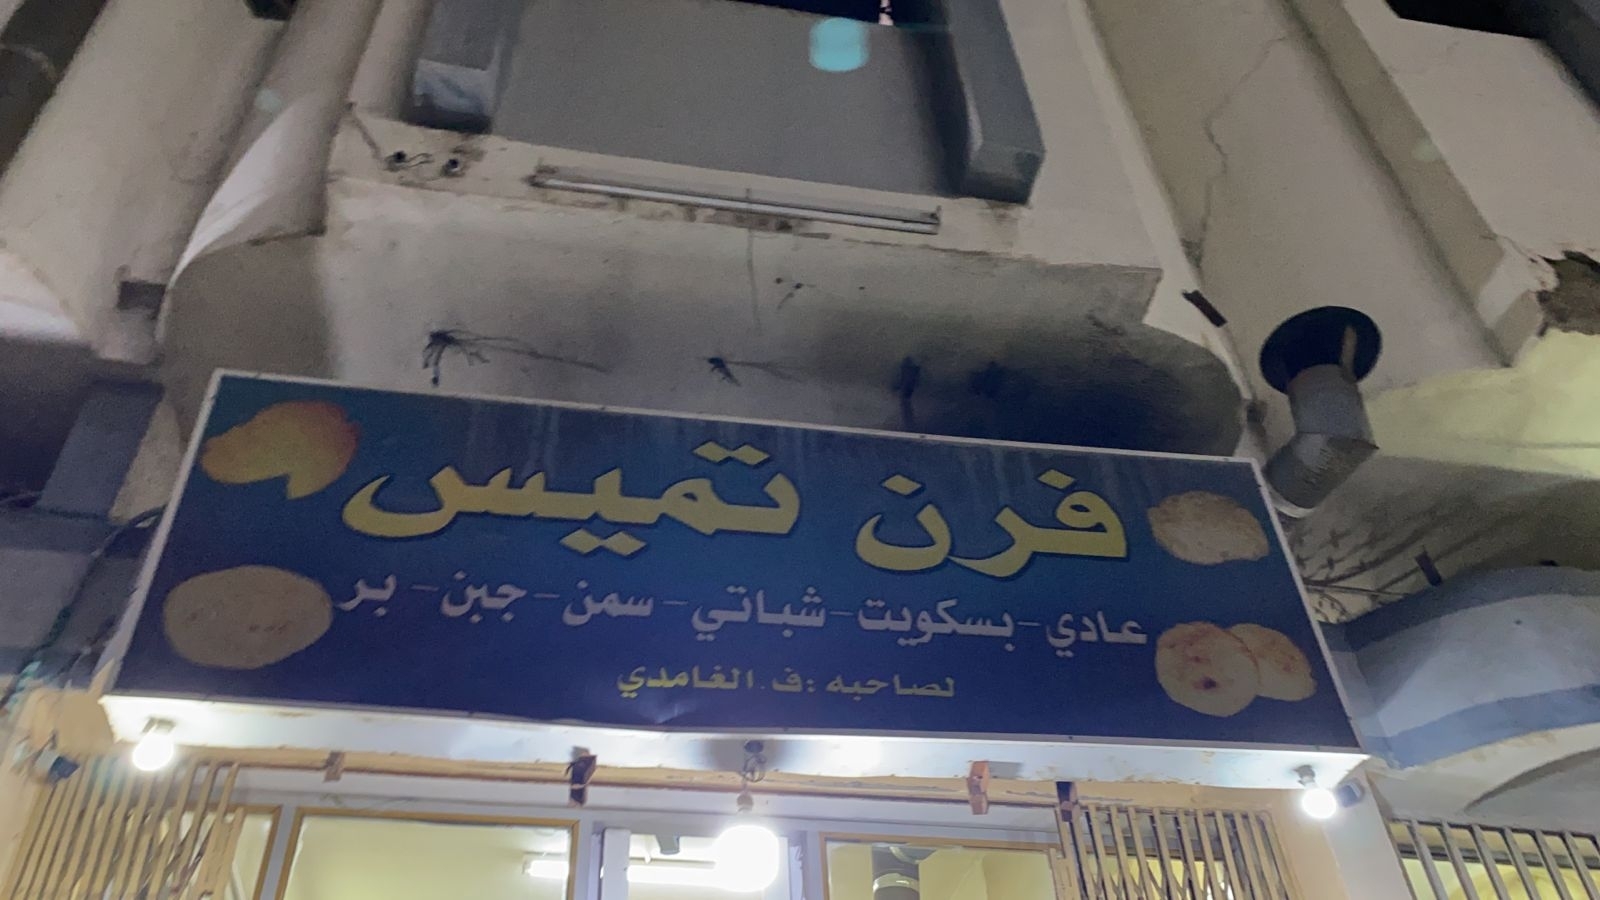 فرن تميس
عادي - بسكويت - شباتي - سمن - جبن - بر
لصاحبه : ف. الغامدي